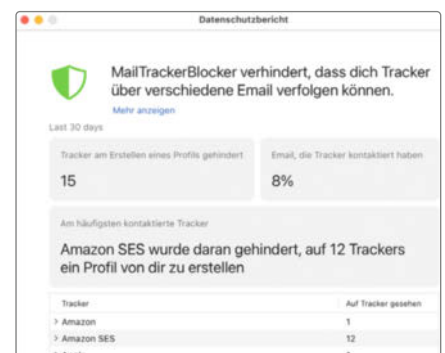 Datenschutzbericht
MailTrackerBlocker verhindert, dass dich Tracker
über verschiedene Email verfolgen können.
Mehr anzeigen
Last 30 days
Tracker am Erstellen eines Profils gehindert
15
Email, die Tracker kontaktiert haben
8%
Am häufigsten kontaktierte Tracker
Amazon SES wurde daran gehindert, auf 12 Trackers
ein Profil von dir zu erstellen
Tracker Auf Tracker gesehen
> Amazon 1
> Amazon SES 12